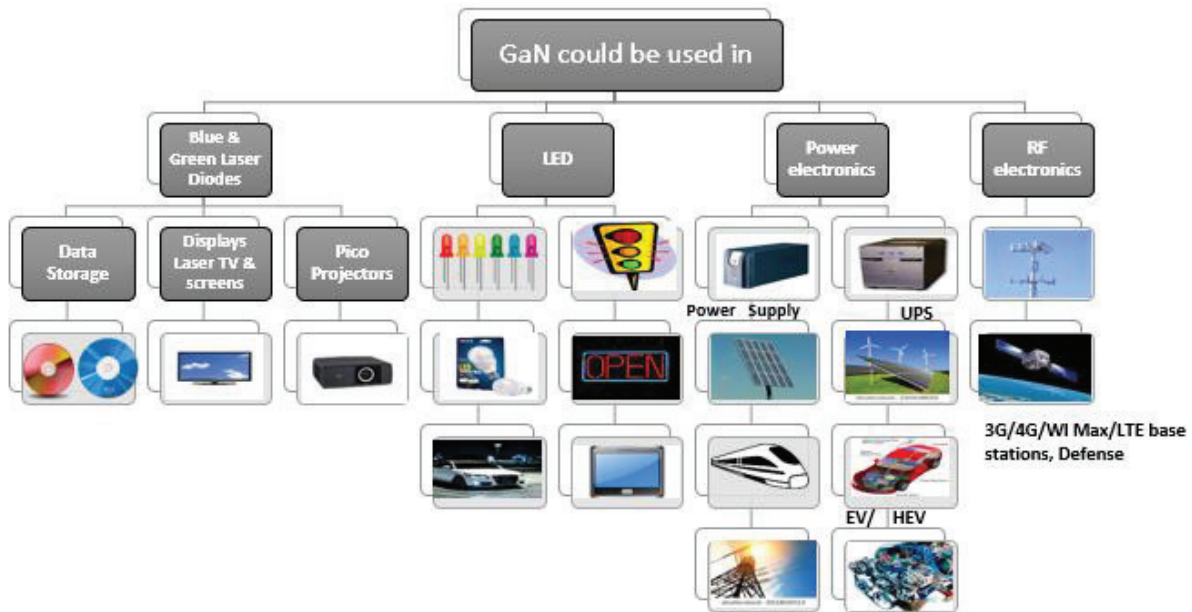 GaN could be used in
Blue &
Green Laser
Diodes
LED
Power
electronics
RF
electronics
Data
Storage
Displays
Laser TV &
screens
Pico
Projectors
Power Supply
UPS
OPEN
3G/4G/WI Max/LTE base
stations, Defense
EV/ HEV